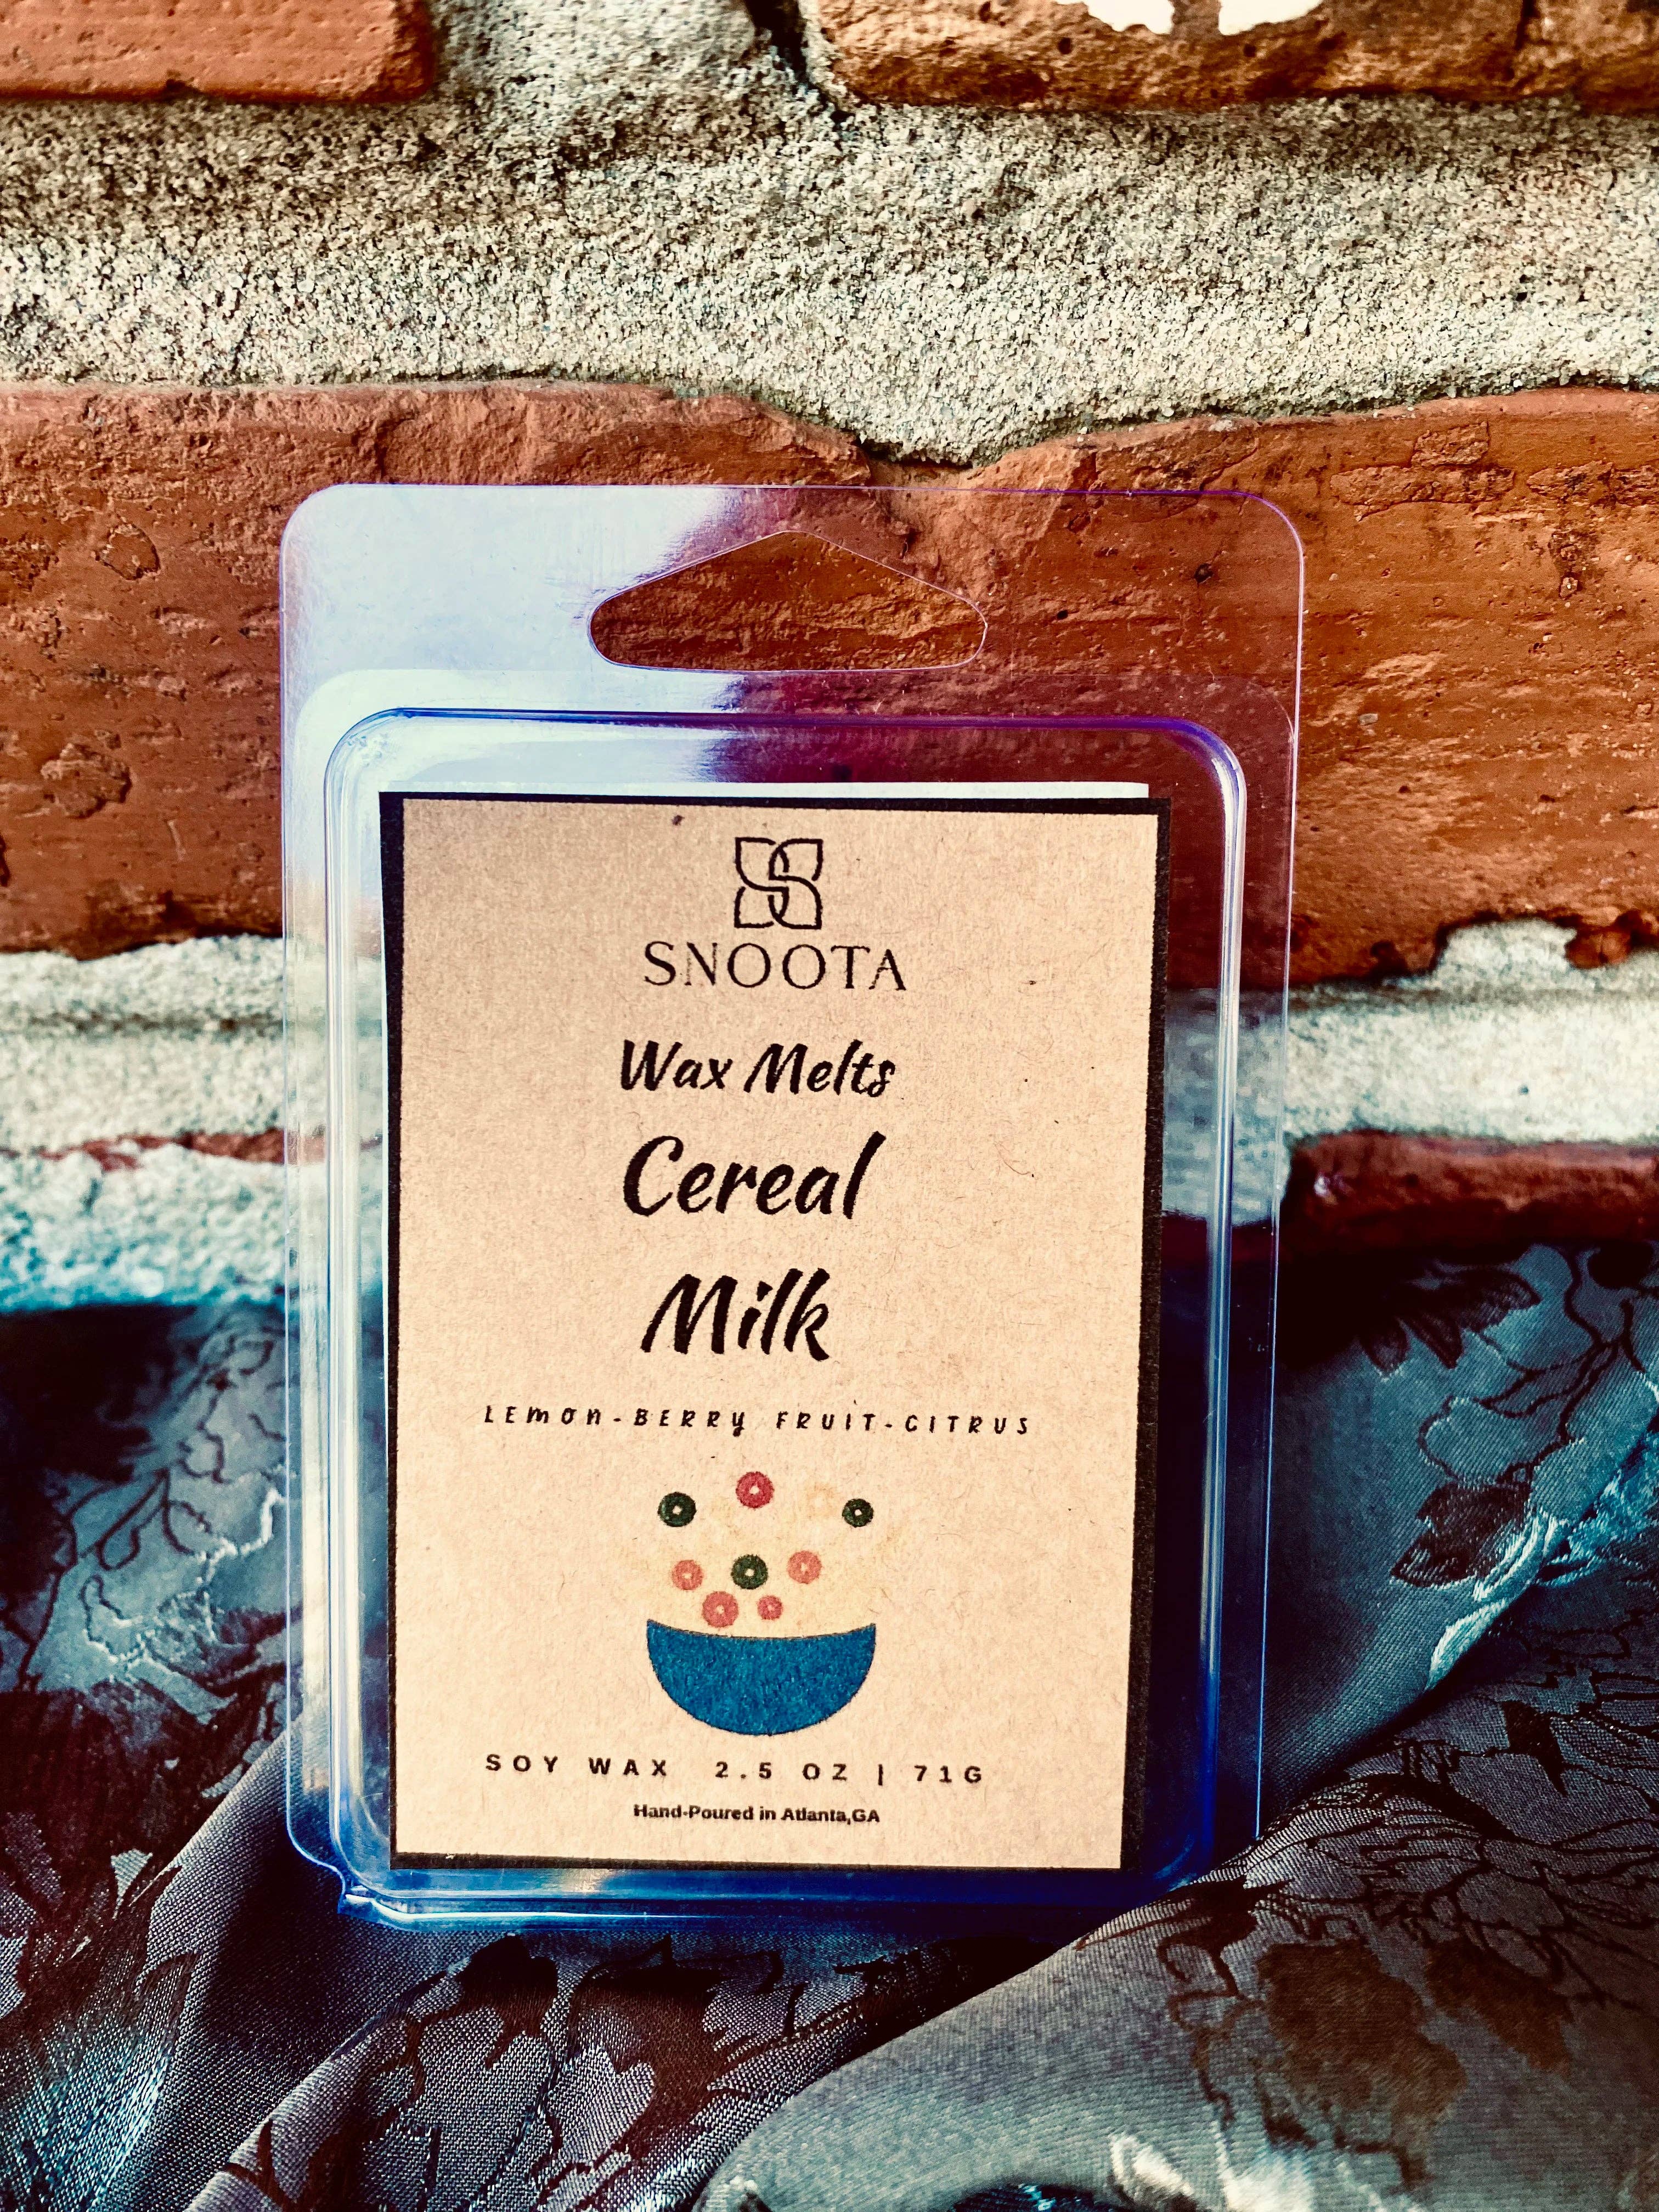 SNOOTA
Wax Melts
Cereal
Milk
LEMON-BERRY FRUIT-CITRUS
SOY WAX 2.5 OZ | 71G
Hand-Poured in Atlanta,GA